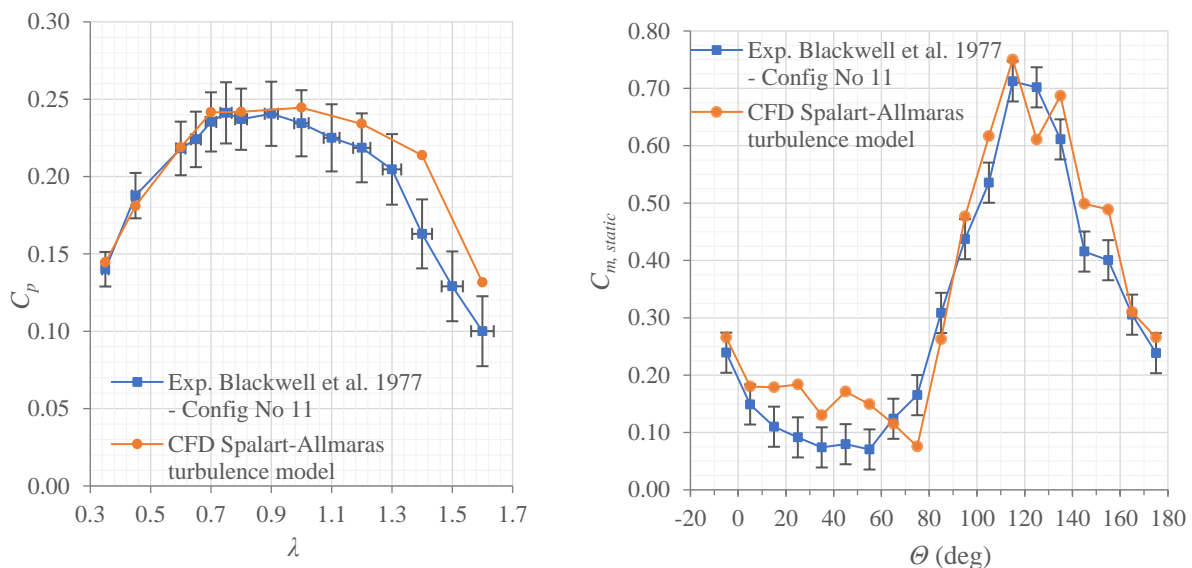 0.30
0.25
0.20
0.15
0.10
0.05
0.00
Cp
Exp. Blackwell et al. 1977
- Config No 11
CFD Spalart-Allmaras
turbulence model
0.3 0.5 0.7 0.9 1.1 1.3 1.5 1.7
λ
0.80
0.70
0.60
0.50
0.40
0.30
0.20
0.10
0.00
Cm, static
Exp. Blackwell et al. 1977
- Config No 11
CFD Spalart-Allmaras
turbulence model
-20 0 20 40 60 80 100 120 140 160 180
Θ (deg)